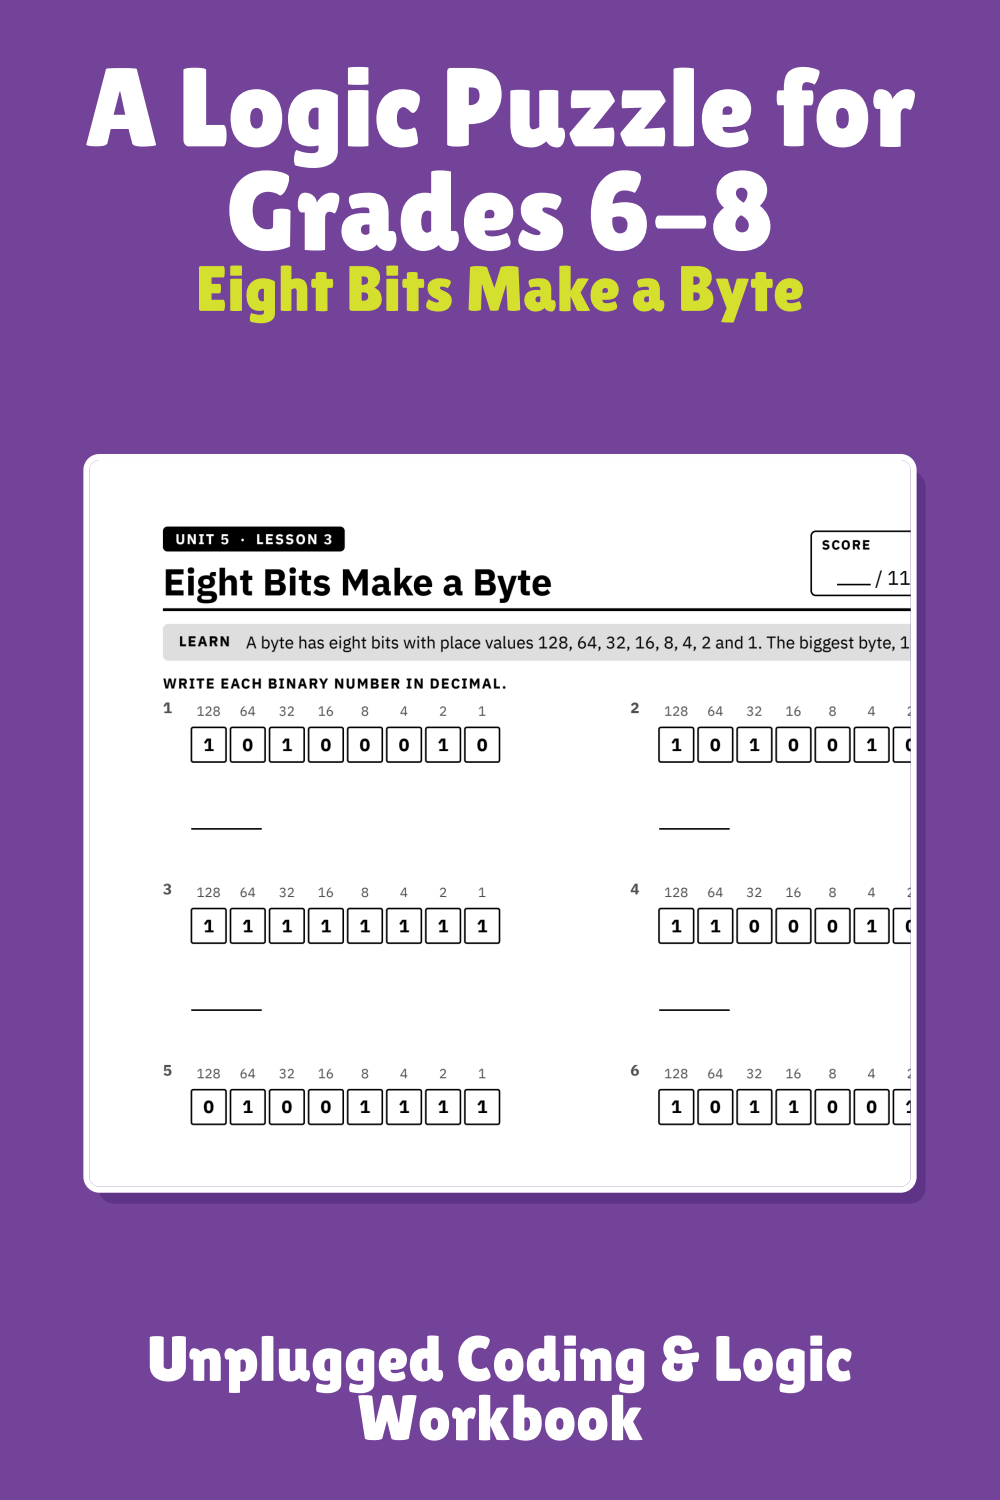 A Logic Puzzle for
Grades 6–8
Eight Bits Make a Byte
UNIT 5 · LESSON 3
SCORE
/ 11
Eight Bits Make a Byte
LEARN A byte has eight bits with place values 128, 64, 32, 16, 8, 4, 2 and 1. The biggest byte,
WRITE EACH BINARY NUMBER IN DECIMAL.
1 128 64 32 16 8 4 2 1
1 0 1 0 0 0 1 0
2 128 64 32 16 8 4
1 0 1 0 0 1
3 128 64 32 16 8 4 2 1
1 1 1 1 1 1 1 1
4 128 64 32 16 8 4
1 1 0 0 0 1
5 128 64 32 16 8 4 2 1
0 1 0 0 1 1 1 1
6 128 64 32 16 8 4
1 0 1 1 0 0
Unplugged Coding & Logic
Workbook